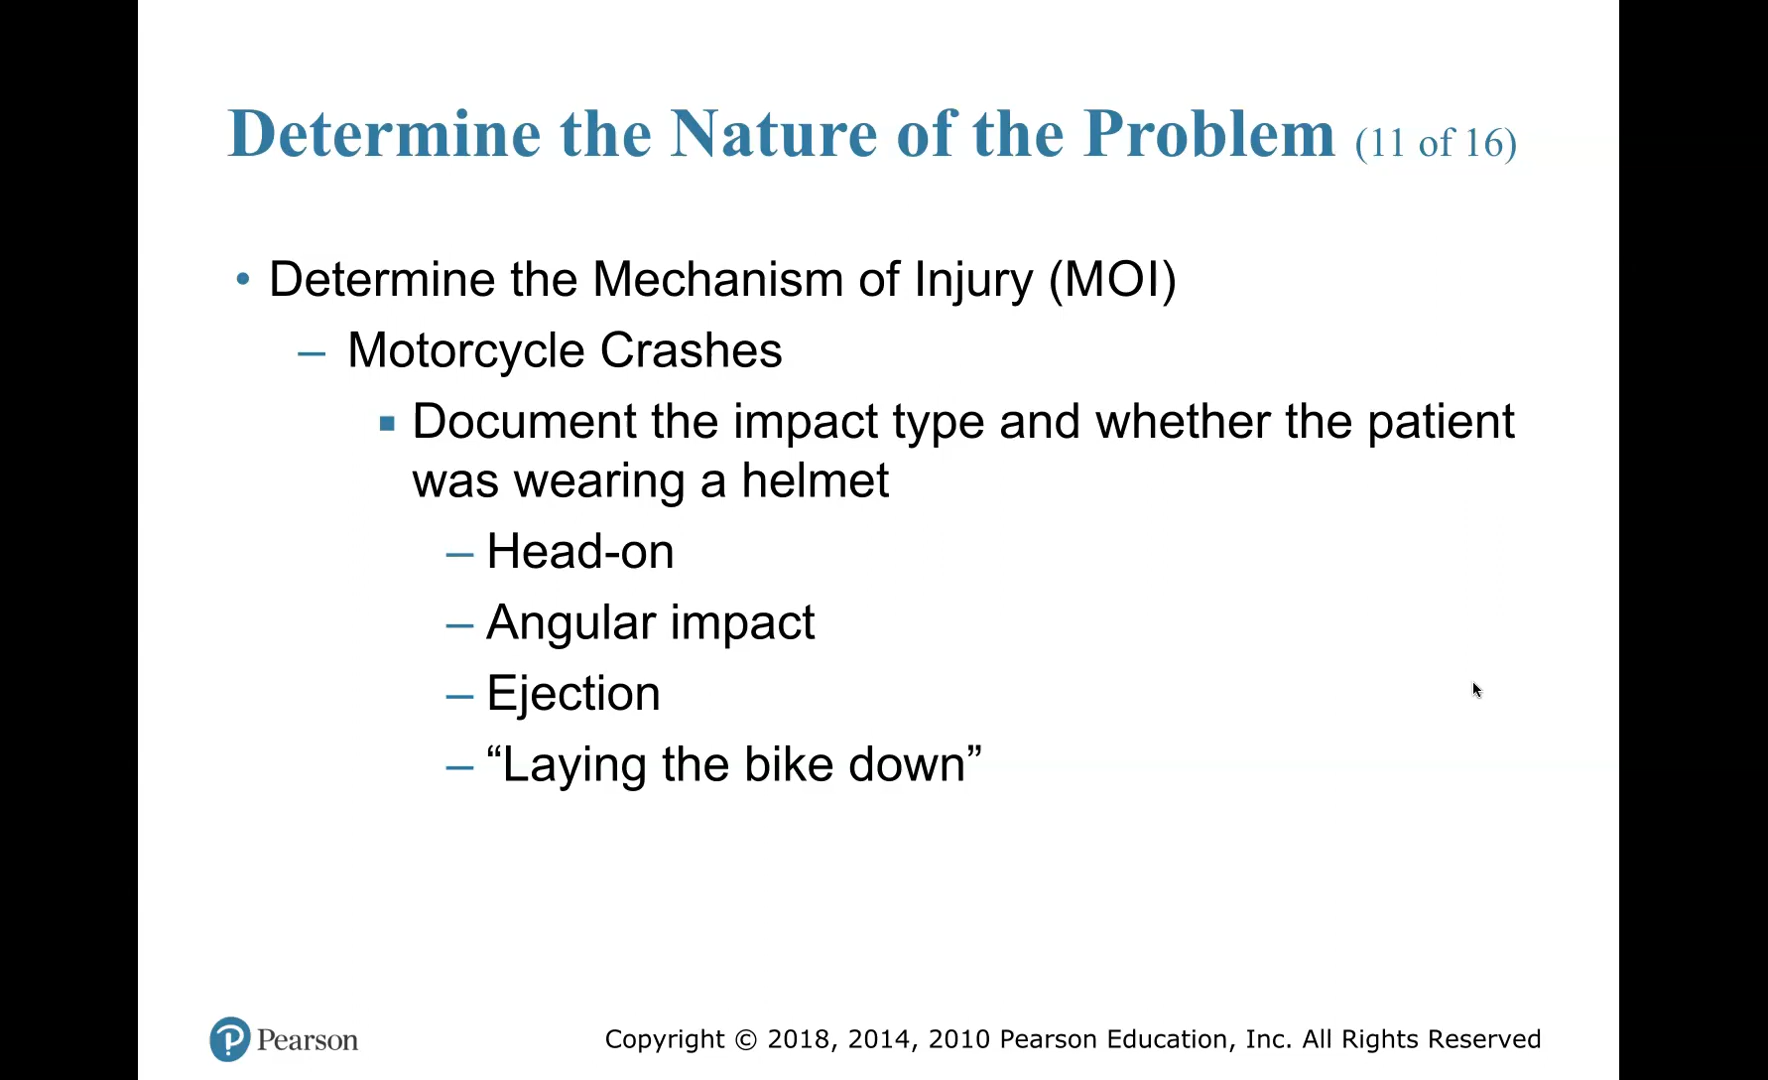 Determine the Nature of the Problem (11 of 16)
• Determine the Mechanism of Injury (MOI)
– Motorcycle Crashes
▪ Document the impact type and whether the patient
was wearing a helmet
– Head-on
– Angular impact
– Ejection
– “Laying the bike down”
Pearson
Copyright © 2018, 2014, 2010 Pearson Education, Inc. All Rights Reserved